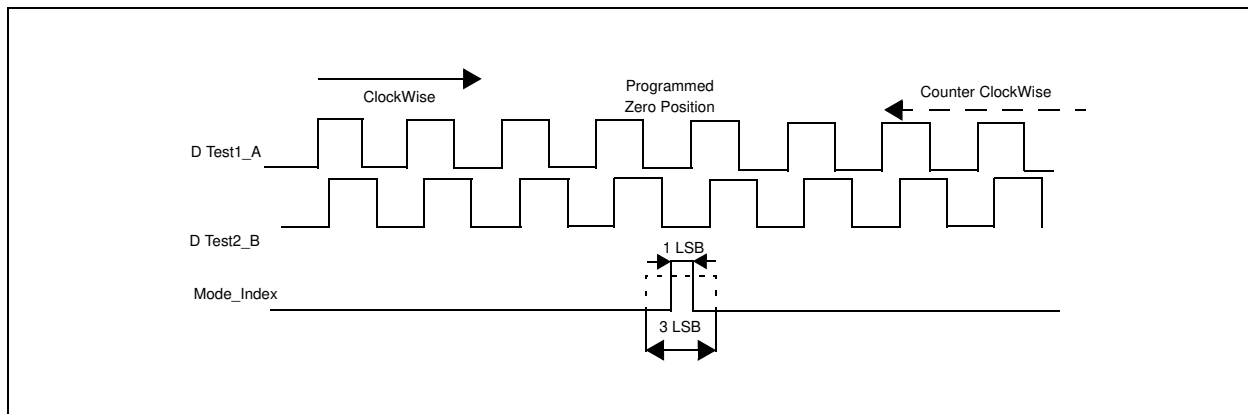 ClockWise
Programmed
Zero Position
Counter ClockWise
D Test1_A
D Test2_B
1 LSB
Mode_Index
3 LSB